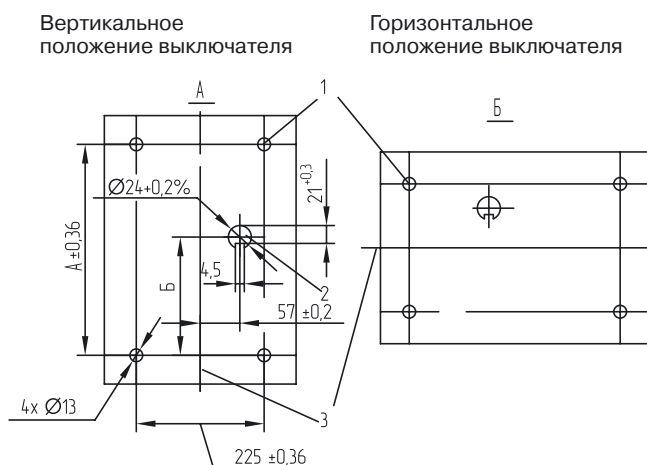 Вертикальное
положение выключателя
Горизонтальное
положение выключателя
А
1
Б
Ø24+0,2%
21+0,3
А ±0,36
Б
4,5
2
57 ±0,2
4x Ø13
3
225 ±0,36